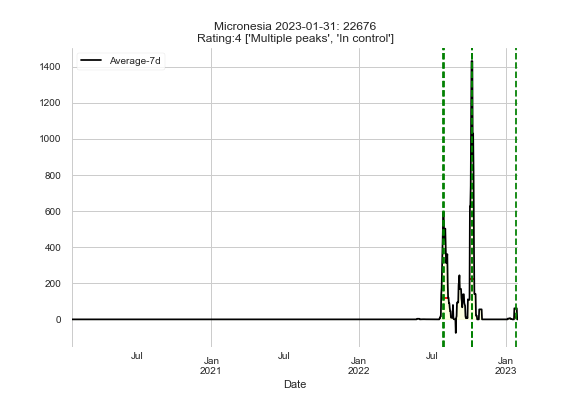 Micronesia 2023-01-31: 22676
Rating:4 ['Multiple peaks', 'In control']
Average-7d
1400
1200
1000
800
600
400
200
0
Jul
Jan
2021
Jul
Jan
2022
Jul
Jan
2023
Date